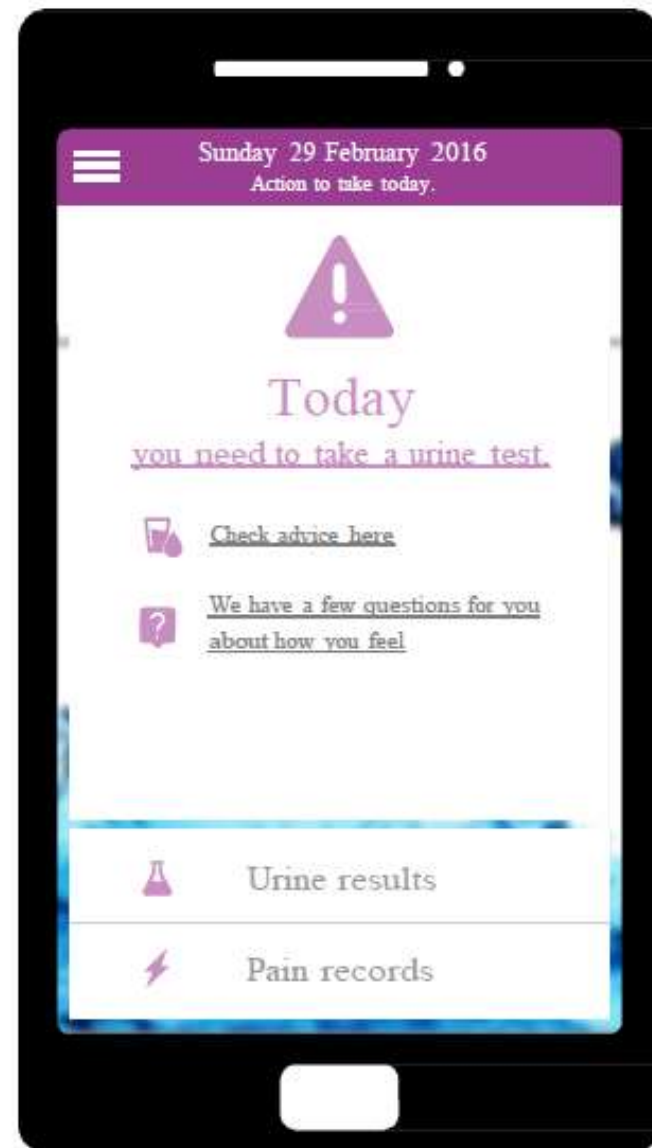 Sunday 29 February 2016
Action to take today.
Today
you need to take a urine test.
Check advice here
We have a few questions for you
about how you feel
Urine results
Pain records